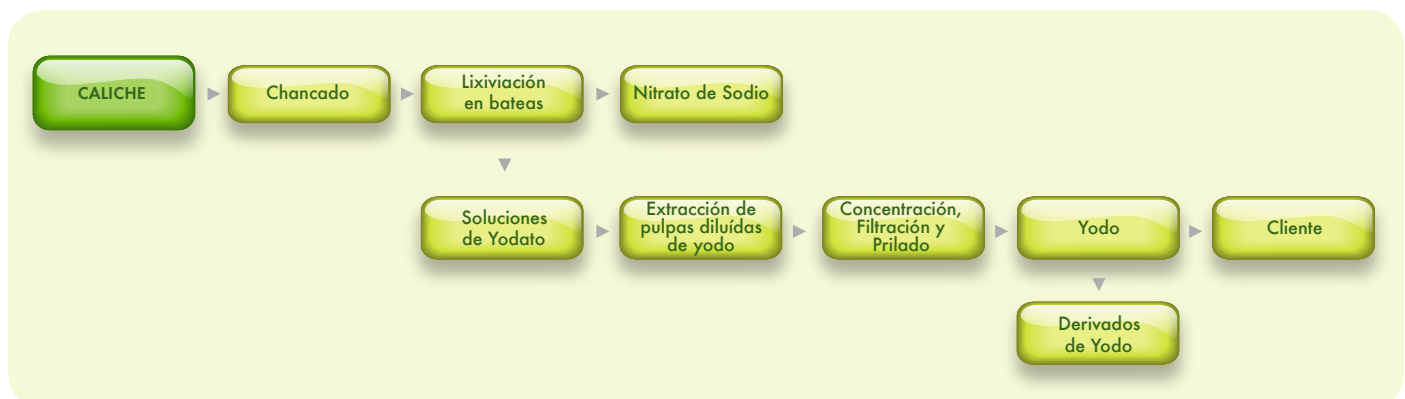 CALICHE
Chancado
Lixiviación
en bateas
Nitrato de Sodio
Soluciones
de Yodato
Extracción de
pulpas diluídas
de yodo
Concentración,
Filtración y
Prilado
Yodo
Cliente
Derivados
de Yodo